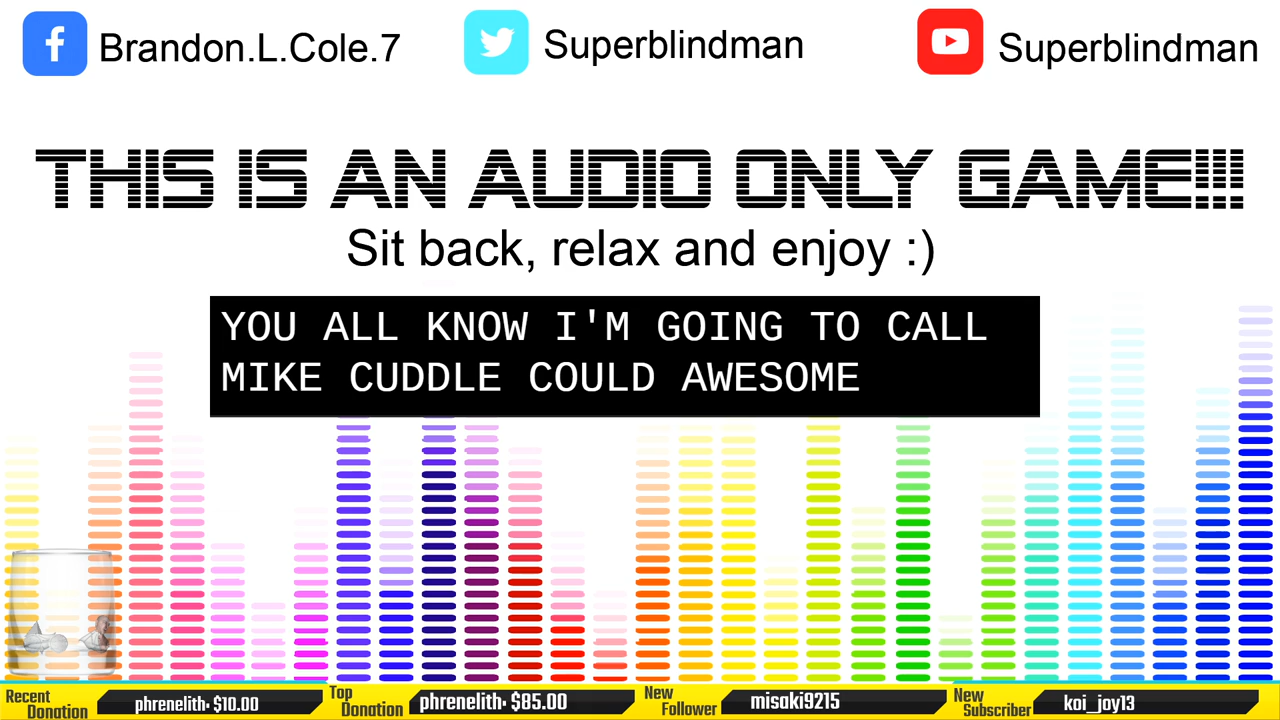 Brandon.L.Cole.7
Superblindman
Superblindman
THIS IS AN AUDIO ONLY GAME!!!
Sit back, relax and enjoy :)
YOU ALL KNOW I'M GOING TO CALL
MIKE CUDDLE COULD AWESOME
Recent Donation
phrenelith: $10.00
Top Donation
phrenelith: $85.00
New Follower
misaki9215
New Subscriber
koi_joy13